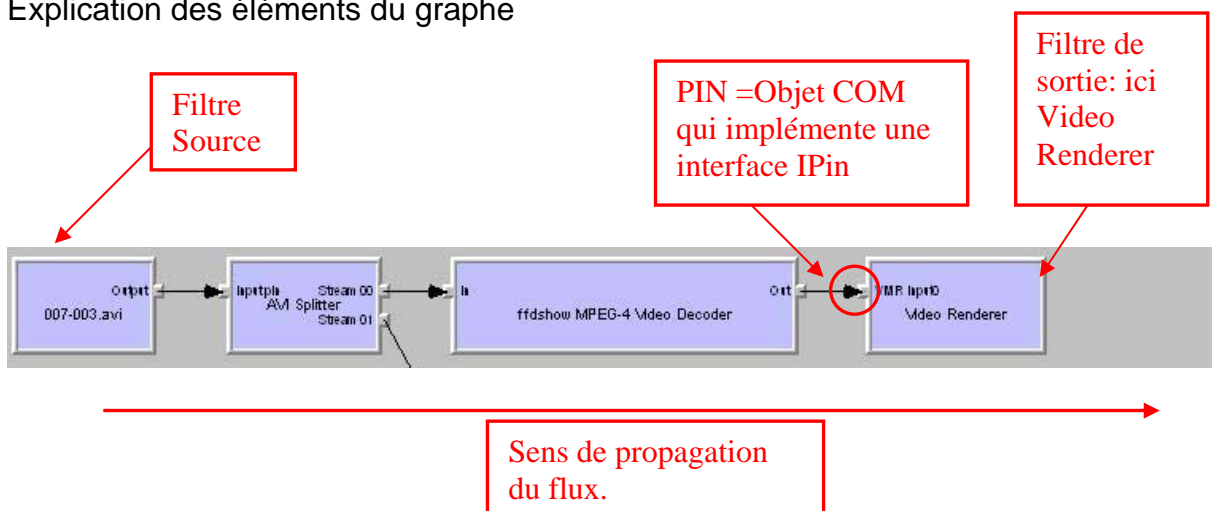 Explication des éléments du graphe
Filtre
Source
PIN =Objet COM
qui implémente une
interface IPin
Filtre de
sortie: ici
Video
Renderer
Output
007-003.avi
Inputpin
Stream 00
AVI Splitter
Stream 01
In
Out
ffdshow MPEG-4 Video Decoder
VMR Input0
Video Renderer
Sens de propagation
du flux.